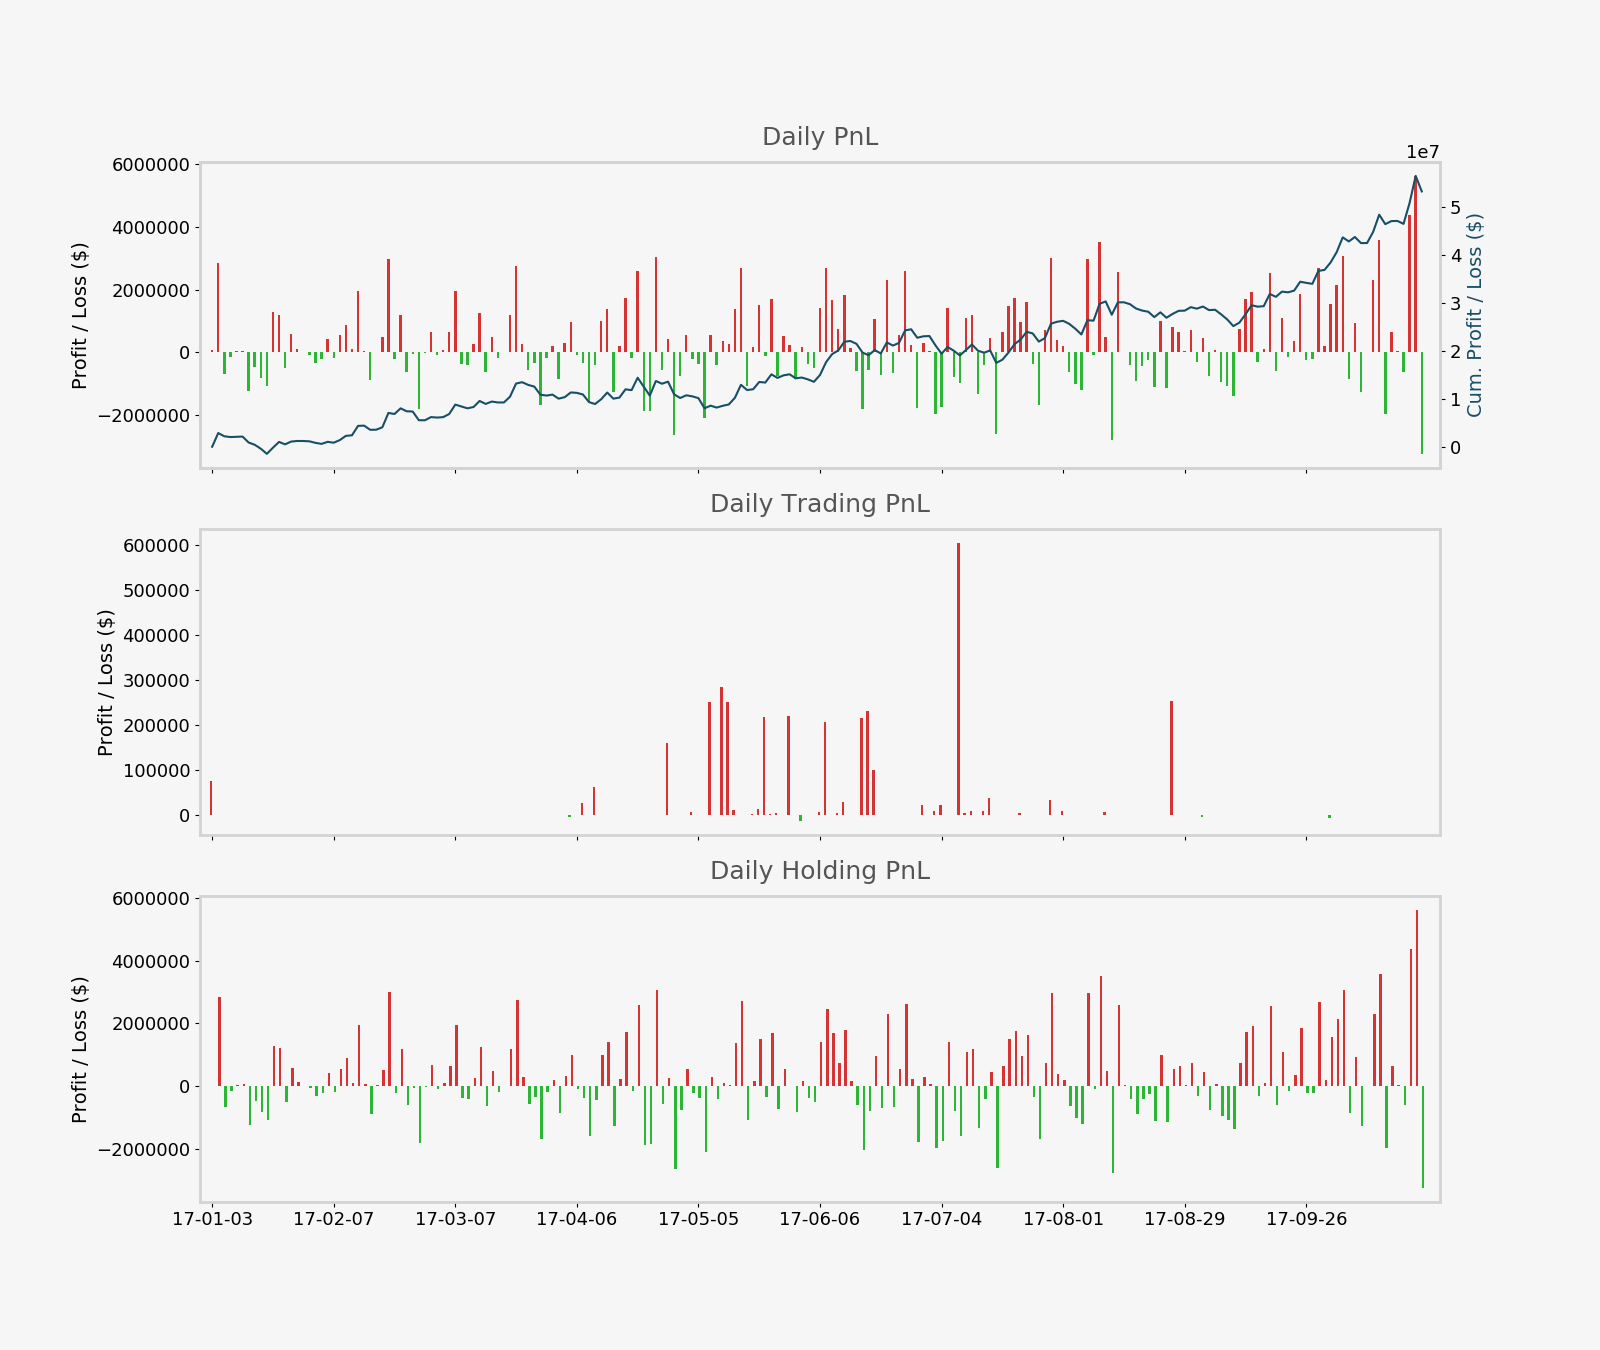 Daily PnL
1e7
6000000
4000000
2000000
0
−2000000
Profit / Loss ($)
5
4
3
2
1
0
Cum. Profit / Loss ($)
Daily Trading PnL
600000
500000
400000
300000
200000
100000
0
Profit / Loss ($)
Daily Holding PnL
6000000
4000000
2000000
0
−2000000
Profit / Loss ($)
17-01-03 17-02-07 17-03-07 17-04-06 17-05-05 17-06-06 17-07-04 17-08-01 17-08-29 17-09-26